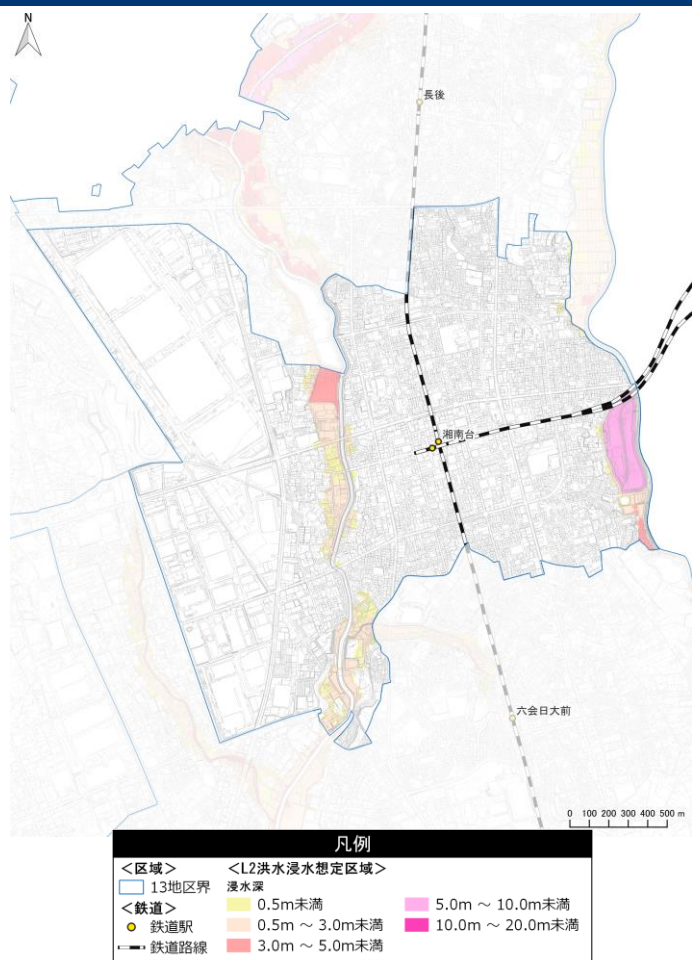 N
長後
湘南台
六会日大前
0 100 200 300 400 500 m
凡例
＜区域＞
13地区界
＜鉄道＞
鉄道駅
鉄道路線
＜L2洪水浸水想定区域＞
浸水深
0.5m未満
0.5m ～ 3.0m未満
3.0m ～ 5.0m未満
5.0m ～ 10.0m未満
10.0m ～ 20.0m未満